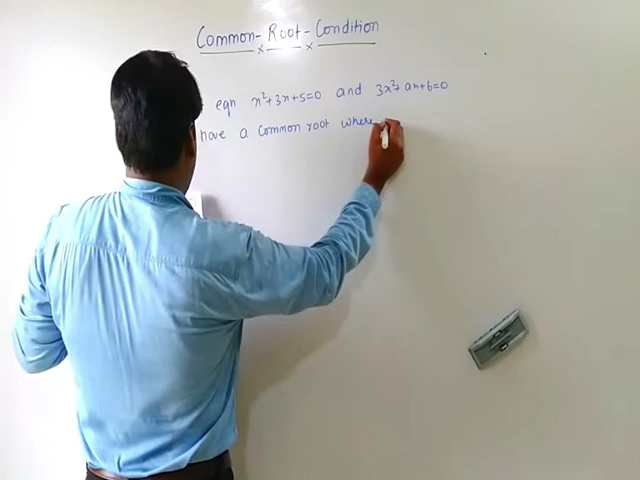 Common-Root-Condition
eqn x²+3x+5=0 and 3x²+ax+b=0
have a common root where